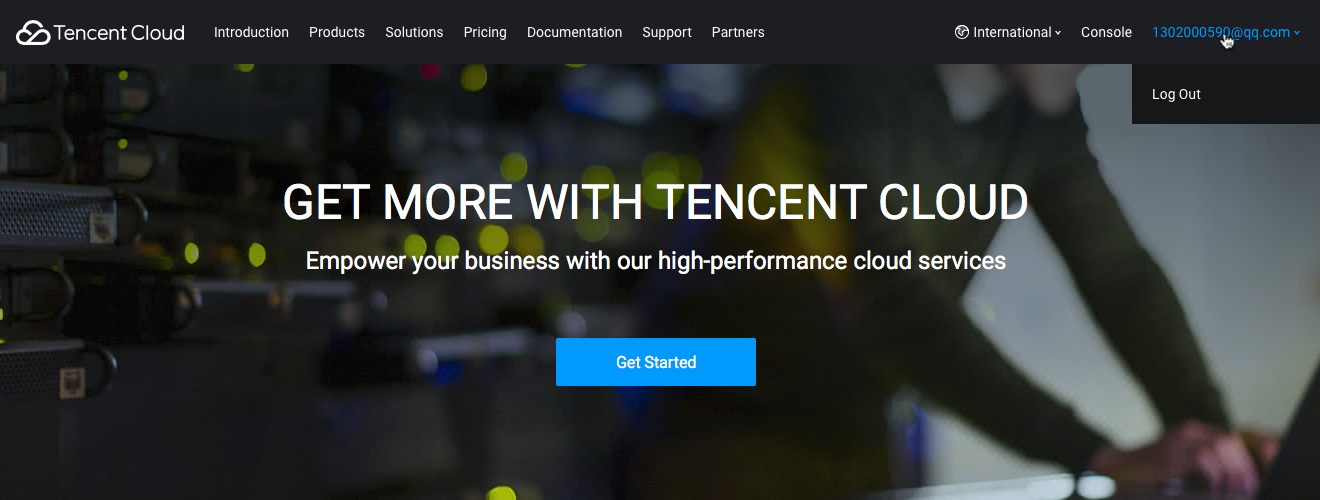 Tencent Cloud Introduction Products Solutions Pricing Documentation Support Partners International Console 1302000590@qq.com
Log Out
GET MORE WITH TENCENT CLOUD
Empower your business with our high-performance cloud services
Get Started